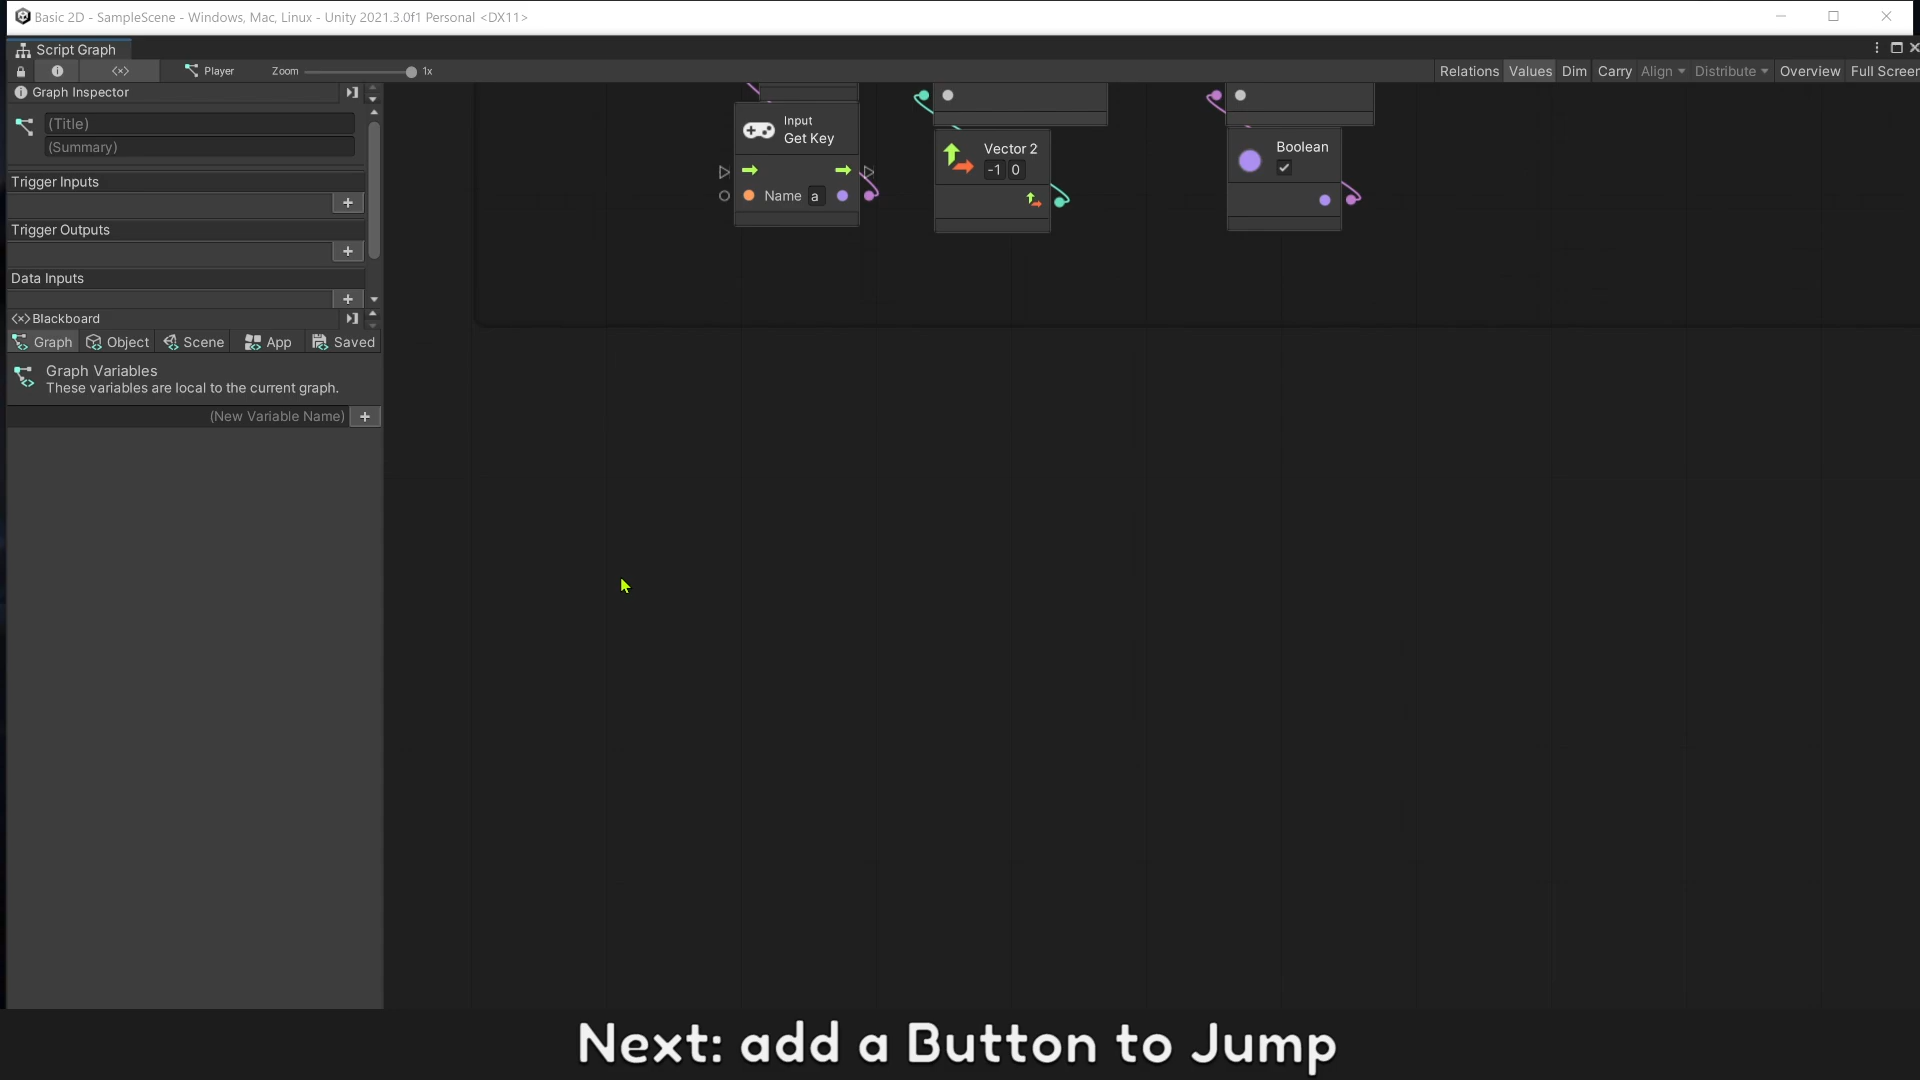 Basic 2D - SampleScene - Windows, Mac, Linux - Unity 2021.3.0f1 Personal <DX11>
Script Graph
Player
Zoom
1x
Relations
Values
Dim
Carry
Align
Distribute
Overview
Full Screen
Graph Inspector
(Title)
(Summary)
Trigger Inputs
Trigger Outputs
Data Inputs
Blackboard
Graph
Object
Scene
App
Saved
Graph Variables
These variables are local to the current graph.
(New Variable Name)
Input
Get Key
Name a
Vector 2
-1 0
Boolean
Next: add a Button to Jump